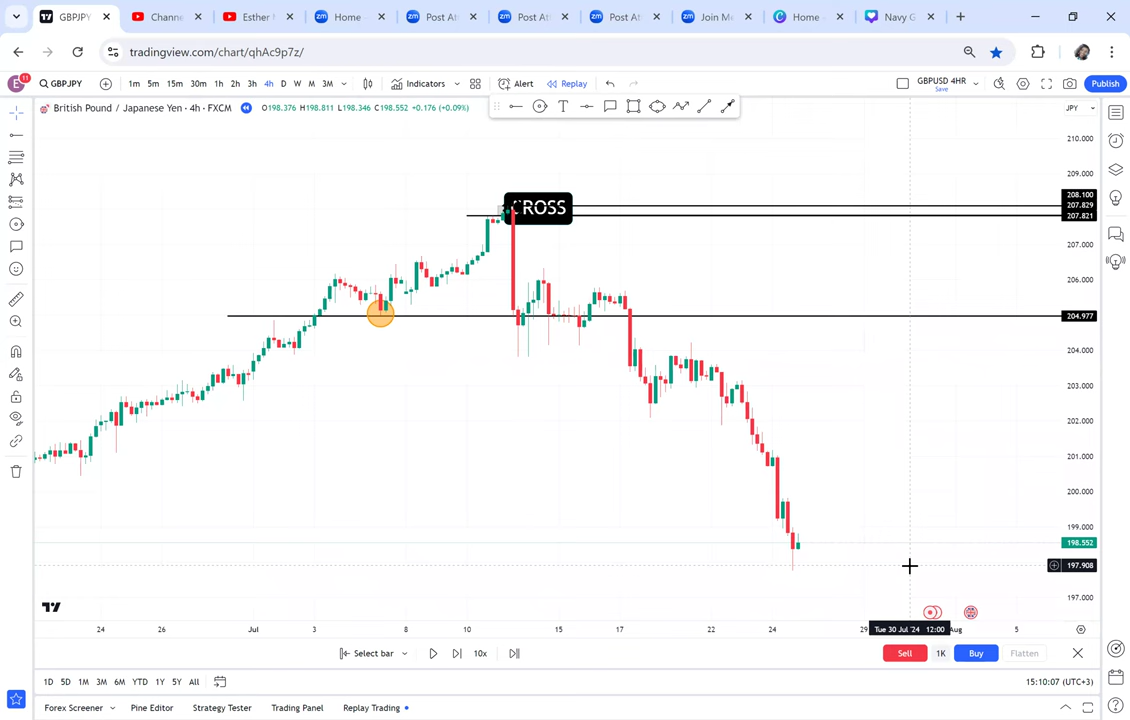 GBPJPY
Channe
Esther
Home
Post At
Post At
Post At
Join Me
Home
Navy G
tradingview.com/chart/qhAc9p7z/
E 11
GBPJPY
1m 5m 15m 30m 1h 2h 3h 4h D W M 3M
Indicators
Alert
Replay
GBPUSD 4HR
Save
Publish
British Pound / Japanese Yen · 4h · FXCM O198.376 H198.811 L198.346 C198.552 +0.176 (+0.09%)
JPY
210.000
209.000
208.100
207.829
207.821
207.000
206.000
204.977
204.000
203.000
202.000
201.000
200.000
199.000
198.552
197.908
197.000
24 26 Jul 3 8 10 15 17 22 24 29 Tue 30 Jul '24 12:00 Aug 5
Select bar
10x
Sell 1K Buy Flatten
1D 5D 1M 3M 6M YTD 1Y 5Y All
15:10:07 (UTC+3)
Forex Screener Pine Editor Strategy Tester Trading Panel Replay Trading